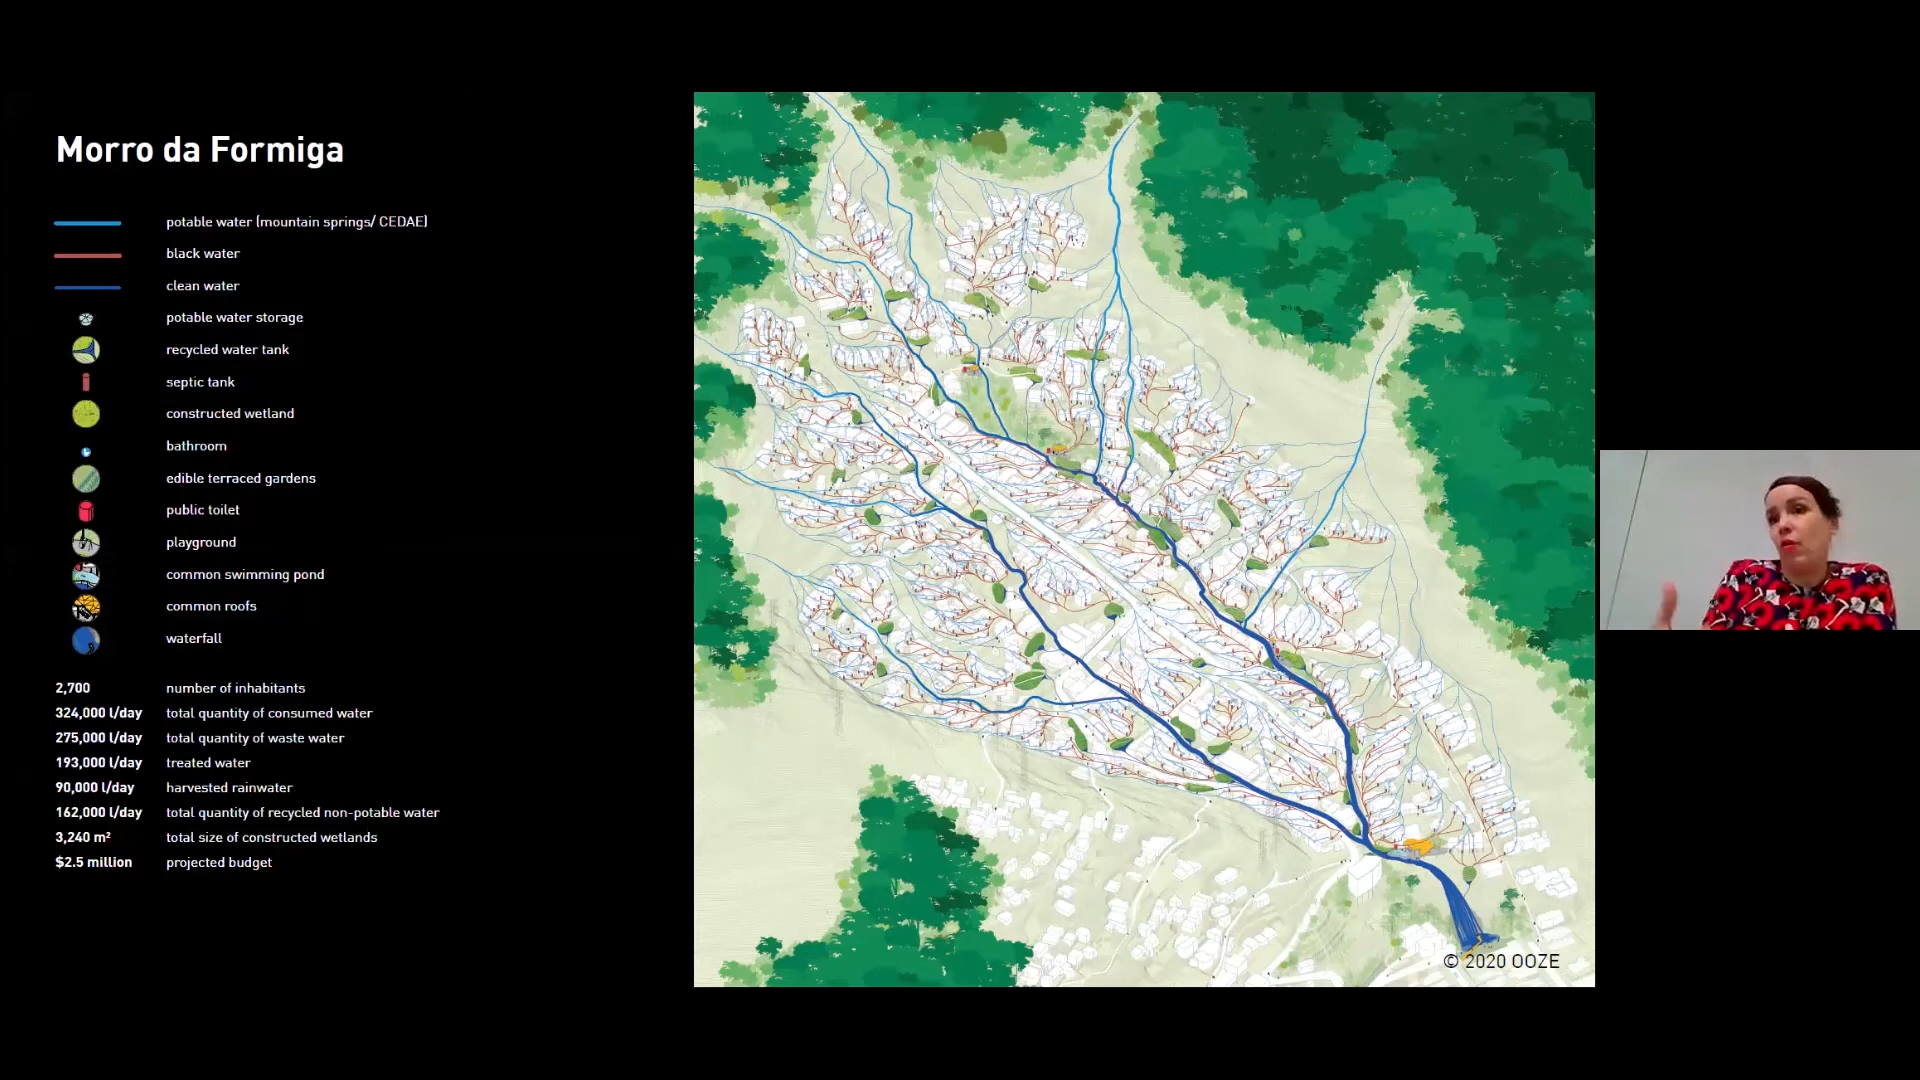 Morro da Formiga
potable water (mountain springs/ CEDAE)
black water
clean water
potable water storage
recycled water tank
septic tank
constructed wetland
bathroom
edible terraced gardens
public toilet
playground
common swimming pond
common roofs
waterfall
2,700 number of inhabitants
324,000 l/day total quantity of consumed water
275,000 l/day total quantity of waste water
193,000 l/day treated water
90,000 l/day harvested rainwater
162,000 l/day total quantity of recycled non-potable water
3,240 m² total size of constructed wetlands
$2.5 million projected budget
© 2020 OOZE